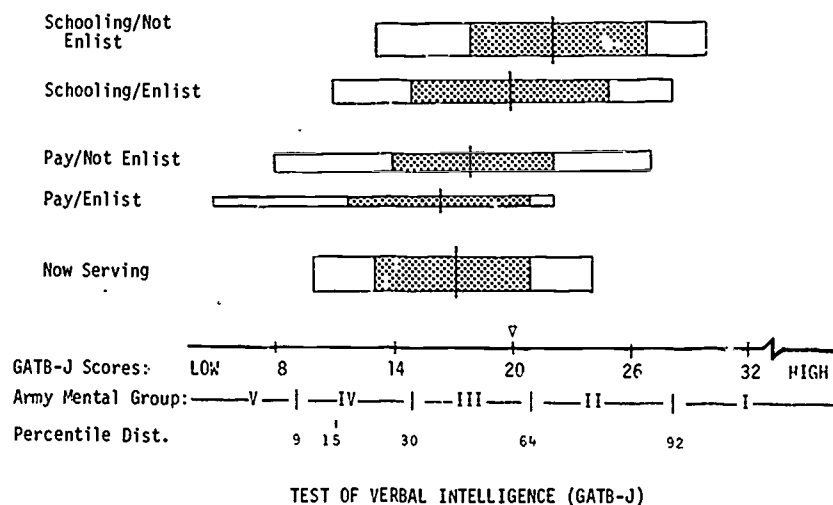 Schooling/Not
Enlist
Schooling/Enlist
Pay/Not Enlist
Pay/Enlist
Now Serving
GATB-J Scores: LOW 8 14 20 26 32 HIGH
Army Mental Group: V | IV | III | II | I
Percentile Dist. 9 15 30 64 92
TEST OF VERBAL INTELLIGENCE (GATB-J)